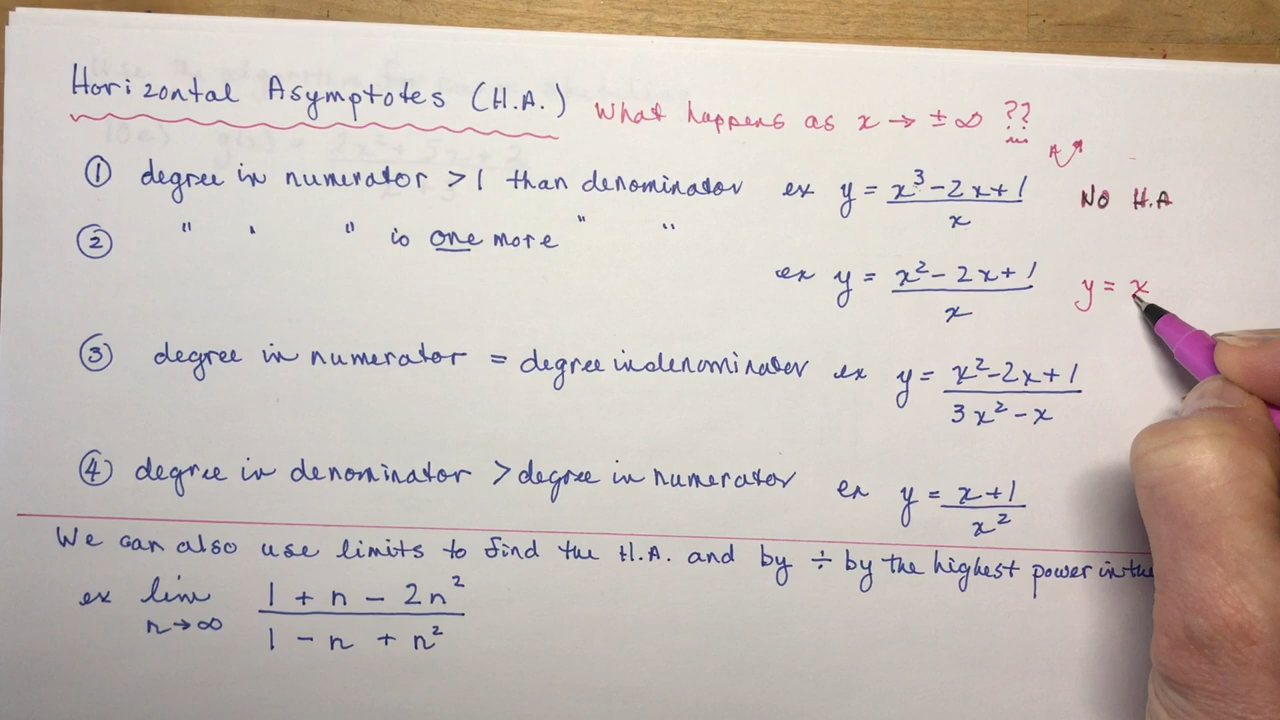 Horizontal Asymptotes (H.A.) What happens as x → ± ∞ ??
① degree in numerator > 1 than denominator ex y = (x³ - 2x + 1)/x No H.A
② " " " is one more " "
ex y = (x² - 2x + 1)/x y = x
③ degree in numerator = degree in denominator ex y = (x² - 2x + 1)/(3x² - x)
④ degree in denominator > degree in numerator ex y = (x + 1)/x²
We can also use limits to find the H.A. and by ÷ by the highest power in the
ex lim n→∞ (1 + n - 2n²)/(1 - n + n²)